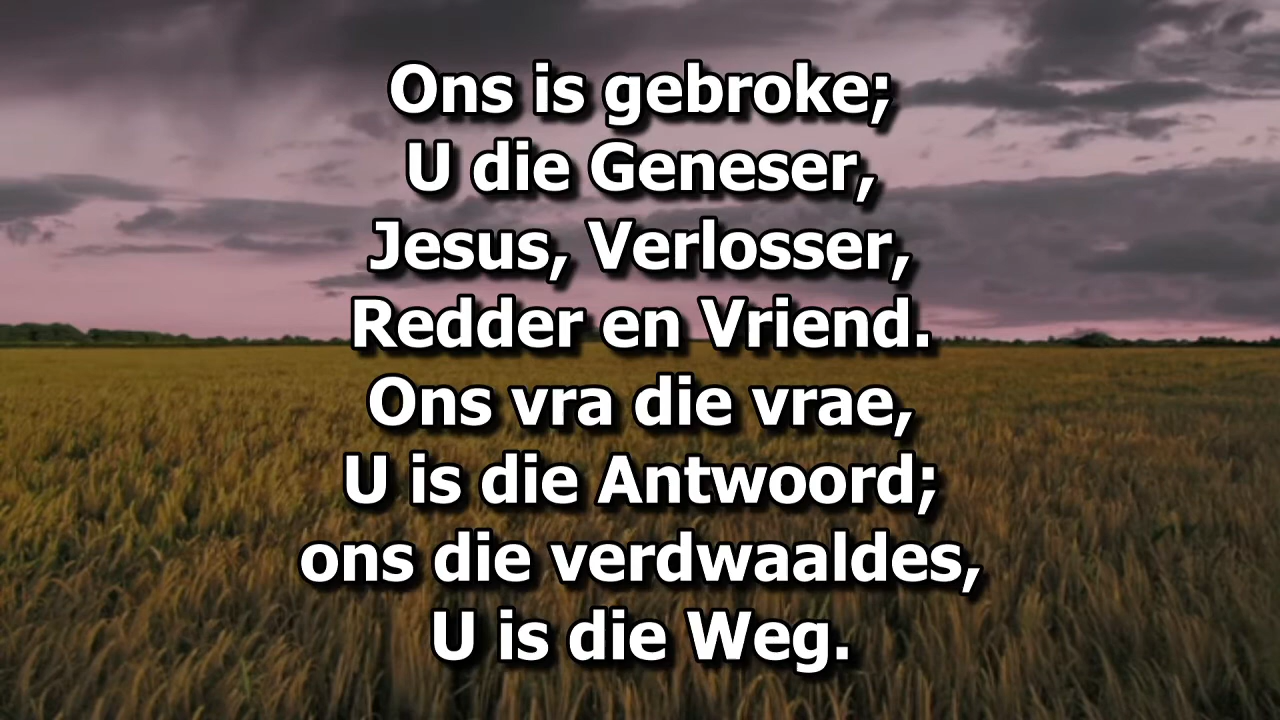 Ons is gebroke;
U die Geneser,
Jesus, Verlosser,
Redder en Vriend.
Ons vra die vrae,
U is die Antwoord;
ons die verdwaaldes,
U is die Weg.